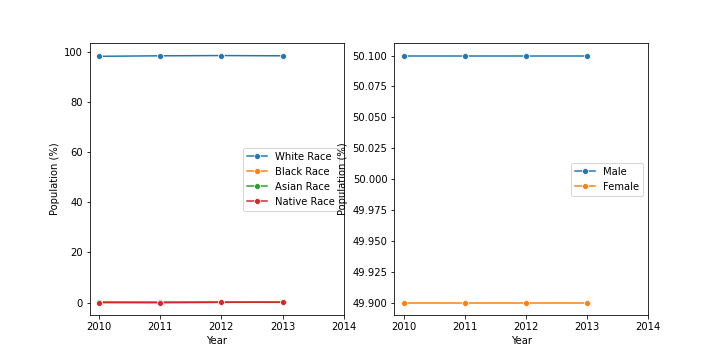 100
80
60
40
20
0
Population (%)
2010 2011 2012 2013 2014
Year
White Race
Black Race
Asian Race
Native Race
50.100
50.075
50.050
50.025
50.000
49.975
49.950
49.925
49.900
Population (%)
2010 2011 2012 2013 2014
Year
Male
Female